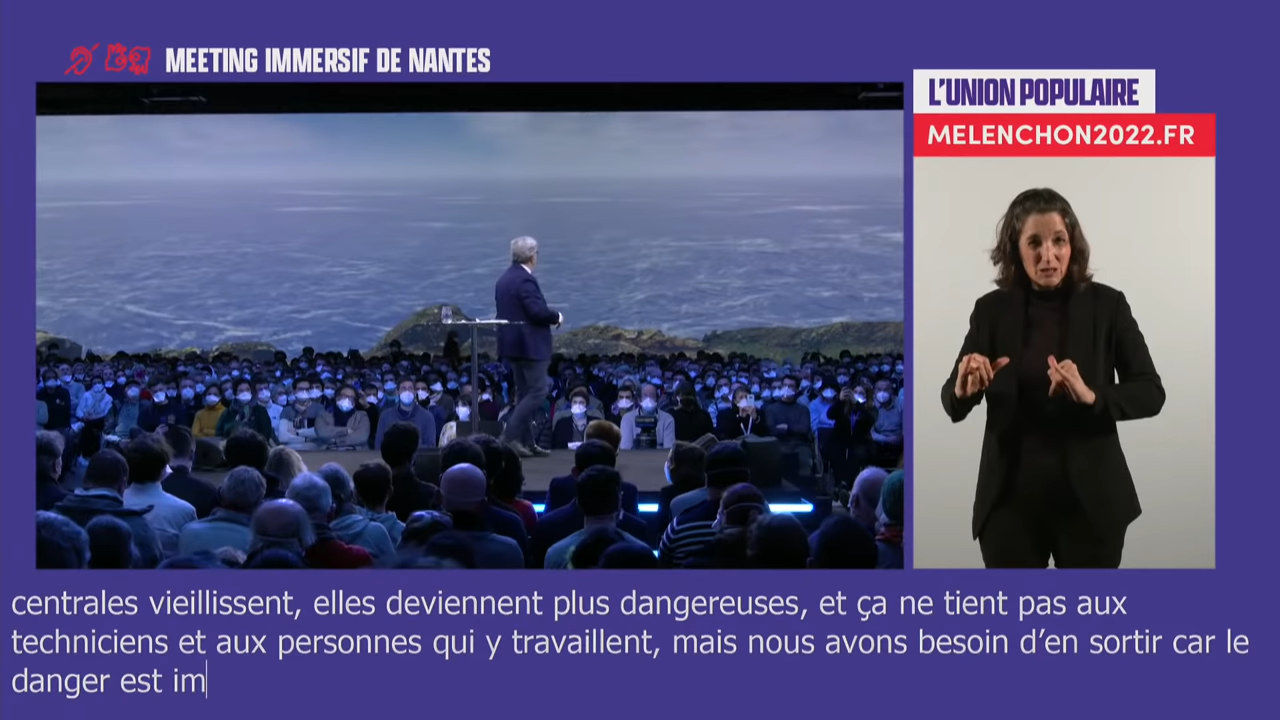 MEETING IMMERSIF DE NANTES
L'UNION POPULAIRE
MELENCHON2022.FR
centrales vieillissent, elles deviennent plus dangereuses, et ça ne tient pas aux
techniciens et aux personnes qui y travaillent, mais nous avons besoin d’en sortir car le
danger est im